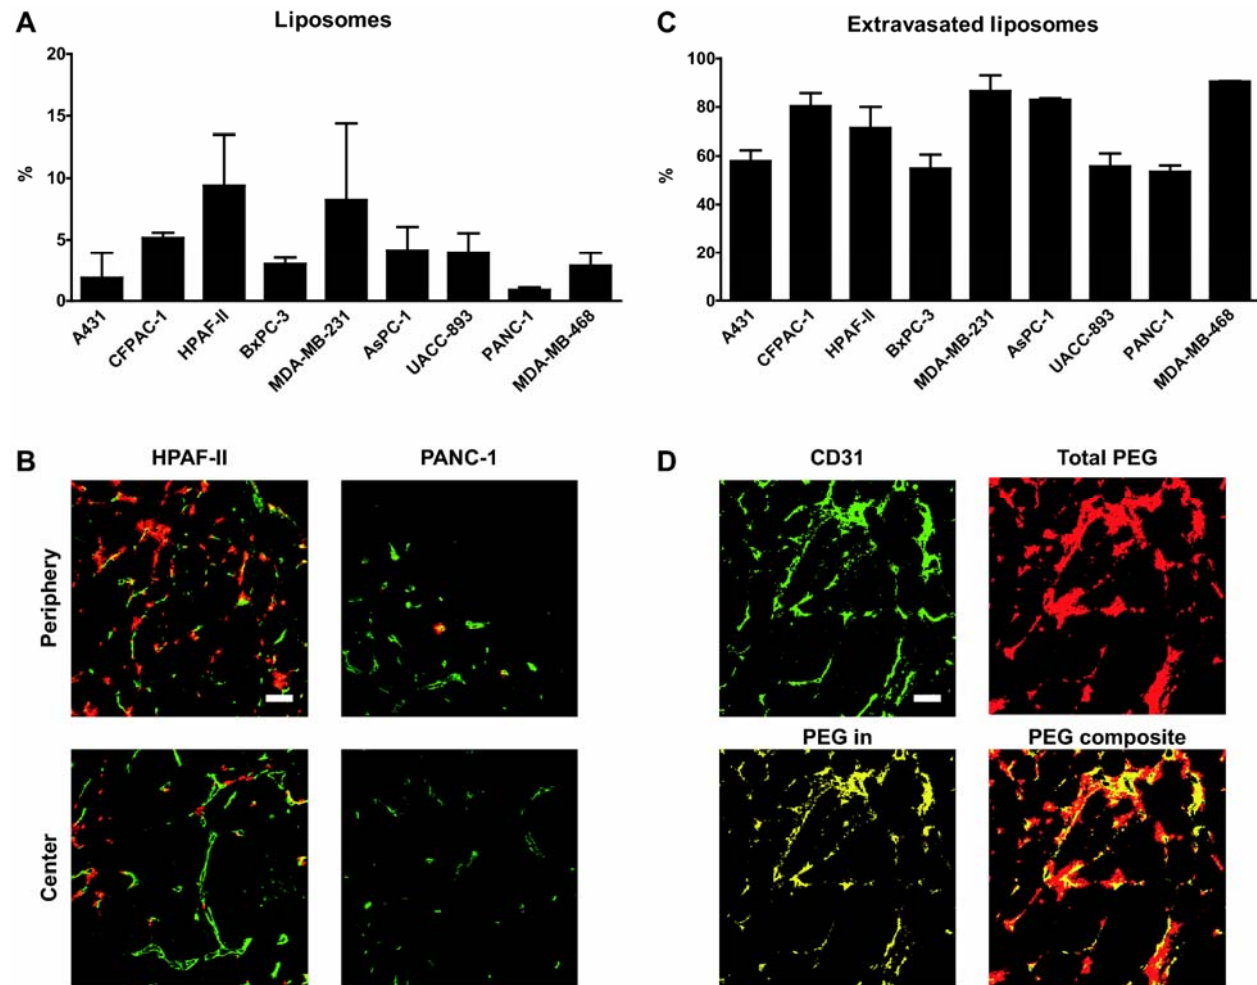 A
Liposomes
20
15
10
5
0
%
A431
CFPAC-1
HPAF-II
BxPC-3
MDA-MB-231
AsPC-1
UACC-893
PANC-1
MDA-MB-468
C
Extravasated liposomes
100
80
60
40
20
0
%
A431
CFPAC-1
HPAF-II
BxPC-3
MDA-MB-231
AsPC-1
UACC-893
PANC-1
MDA-MB-468
B
HPAF-II
PANC-1
Periphery
Center
D
CD31
Total PEG
PEG in
PEG composite